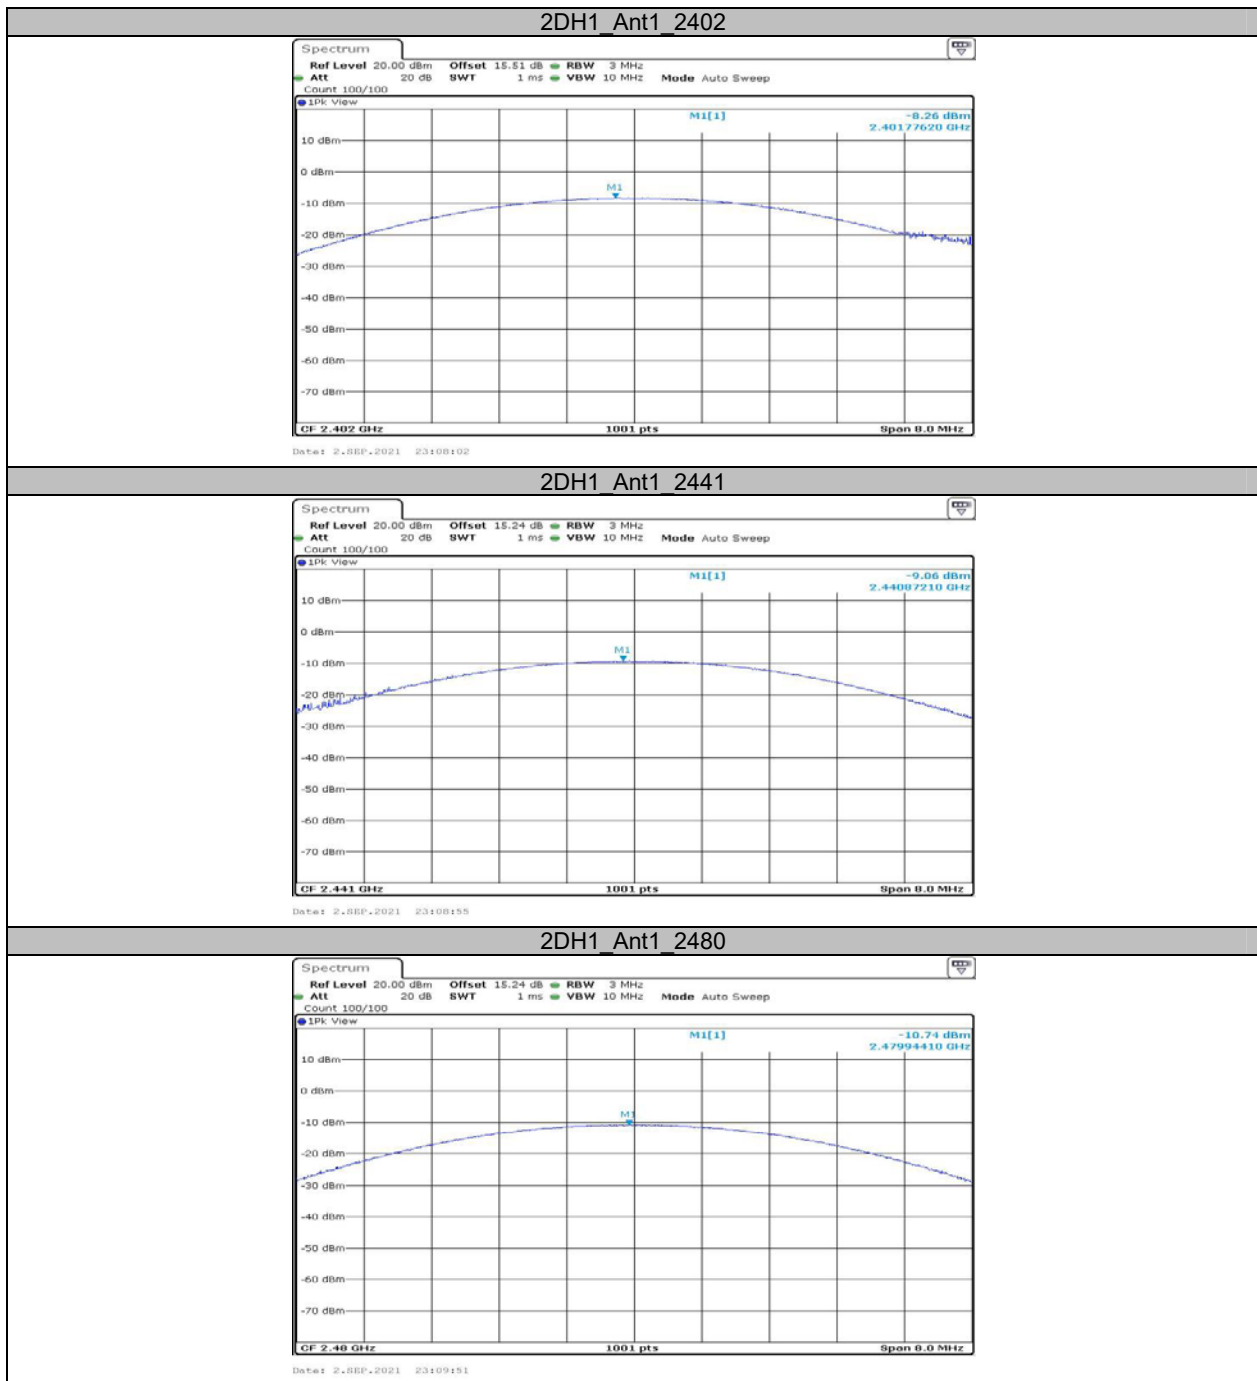 2DH1_Ant1_2402
Spectrum
Ref Level 20.00 dBm Offset 15.51 dB RBW 3 MHz
Att 20 dB SWT 1 ms VBW 10 MHz Mode Auto Sweep
Count 100/100
1Pk View
M1[1] -8.26 dBm
2.40177620 GHz
10 dBm
0 dBm
M1
-10 dBm
-20 dBm
-30 dBm
-40 dBm
-50 dBm
-60 dBm
-70 dBm
CF 2.402 GHz 1001 pts Span 8.0 MHz
Date: 2.SEP.2021 23:08:02
2DH1_Ant1_2441
Spectrum
Ref Level 20.00 dBm Offset 15.24 dB RBW 3 MHz
Att 20 dB SWT 1 ms VBW 10 MHz Mode Auto Sweep
Count 100/100
1Pk View
M1[1] -9.06 dBm
2.44087210 GHz
10 dBm
0 dBm
M1
-10 dBm
-20 dBm
-30 dBm
-40 dBm
-50 dBm
-60 dBm
-70 dBm
CF 2.441 GHz 1001 pts Span 8.0 MHz
Date: 2.SEP.2021 23:08:55
2DH1_Ant1_2480
Spectrum
Ref Level 20.00 dBm Offset 15.24 dB RBW 3 MHz
Att 20 dB SWT 1 ms VBW 10 MHz Mode Auto Sweep
Count 100/100
1Pk View
M1[1] -10.74 dBm
2.47994410 GHz
10 dBm
0 dBm
M1
-10 dBm
-20 dBm
-30 dBm
-40 dBm
-50 dBm
-60 dBm
-70 dBm
CF 2.48 GHz 1001 pts Span 8.0 MHz
Date: 2.SEP.2021 23:09:51